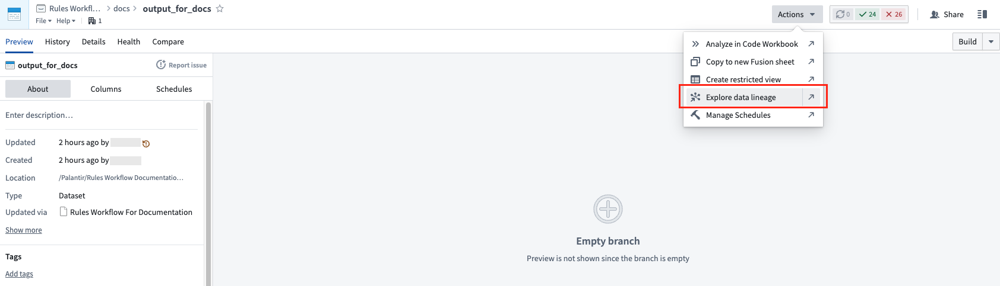 Rules Workfl... > docs > output_for_docs
File Help 1
Actions
0 24 26
Share
Preview History Details Health Compare
Build
Analyze in Code Workbook
Copy to new Fusion sheet
Create restricted view
Explore data lineage
Manage Schedules
output_for_docs Report issue
About Columns Schedules
Enter description...
Updated 2 hours ago by
Created 2 hours ago by
Location /Palantir/Rules Workflow Documentatio...
Type Dataset
Updated via Rules Workflow For Documentation
Show more
Tags
Add tags
Empty branch
Preview is not shown since the branch is empty